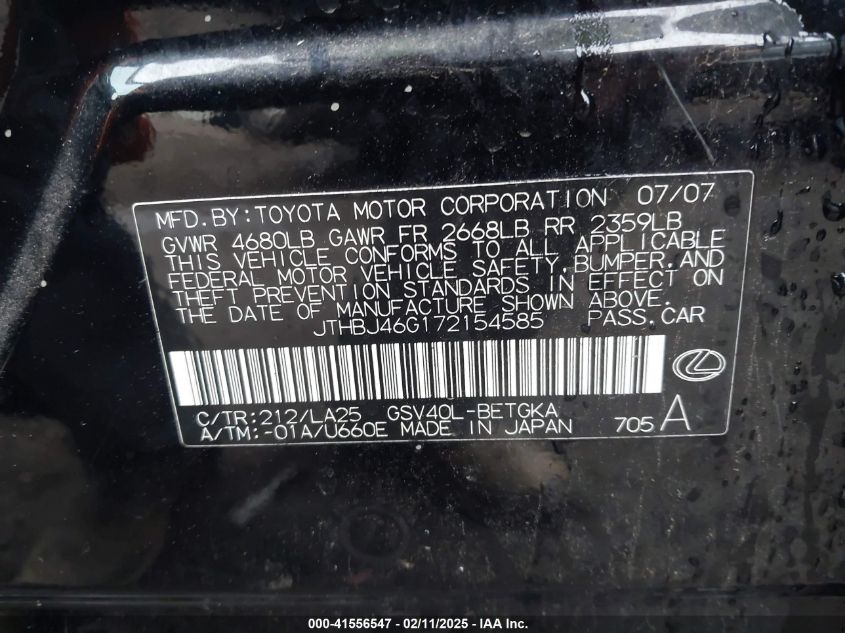 MFD.BY:TOYOTA MOTOR CORPORATION 07/07
GVWR 4680LB GAWR FR 2668LB RR 2359LB
THIS VEHICLE CONFORMS TO ALL APPLICABLE
FEDERAL MOTOR VEHICLE SAFETY,BUMPER,AND
THEFT PREVENTION STANDARDS IN EFFECT ON
THE DATE OF MANUFACTURE SHOWN ABOVE.
JTHBJ46G172154585 PASS.CAR
C/TR:212/LA25 GSV40L-BETGKA
A/TM:-01A/U660E MADE IN JAPAN 705 A
000-41556547 - 02/11/2025 - IAA Inc.